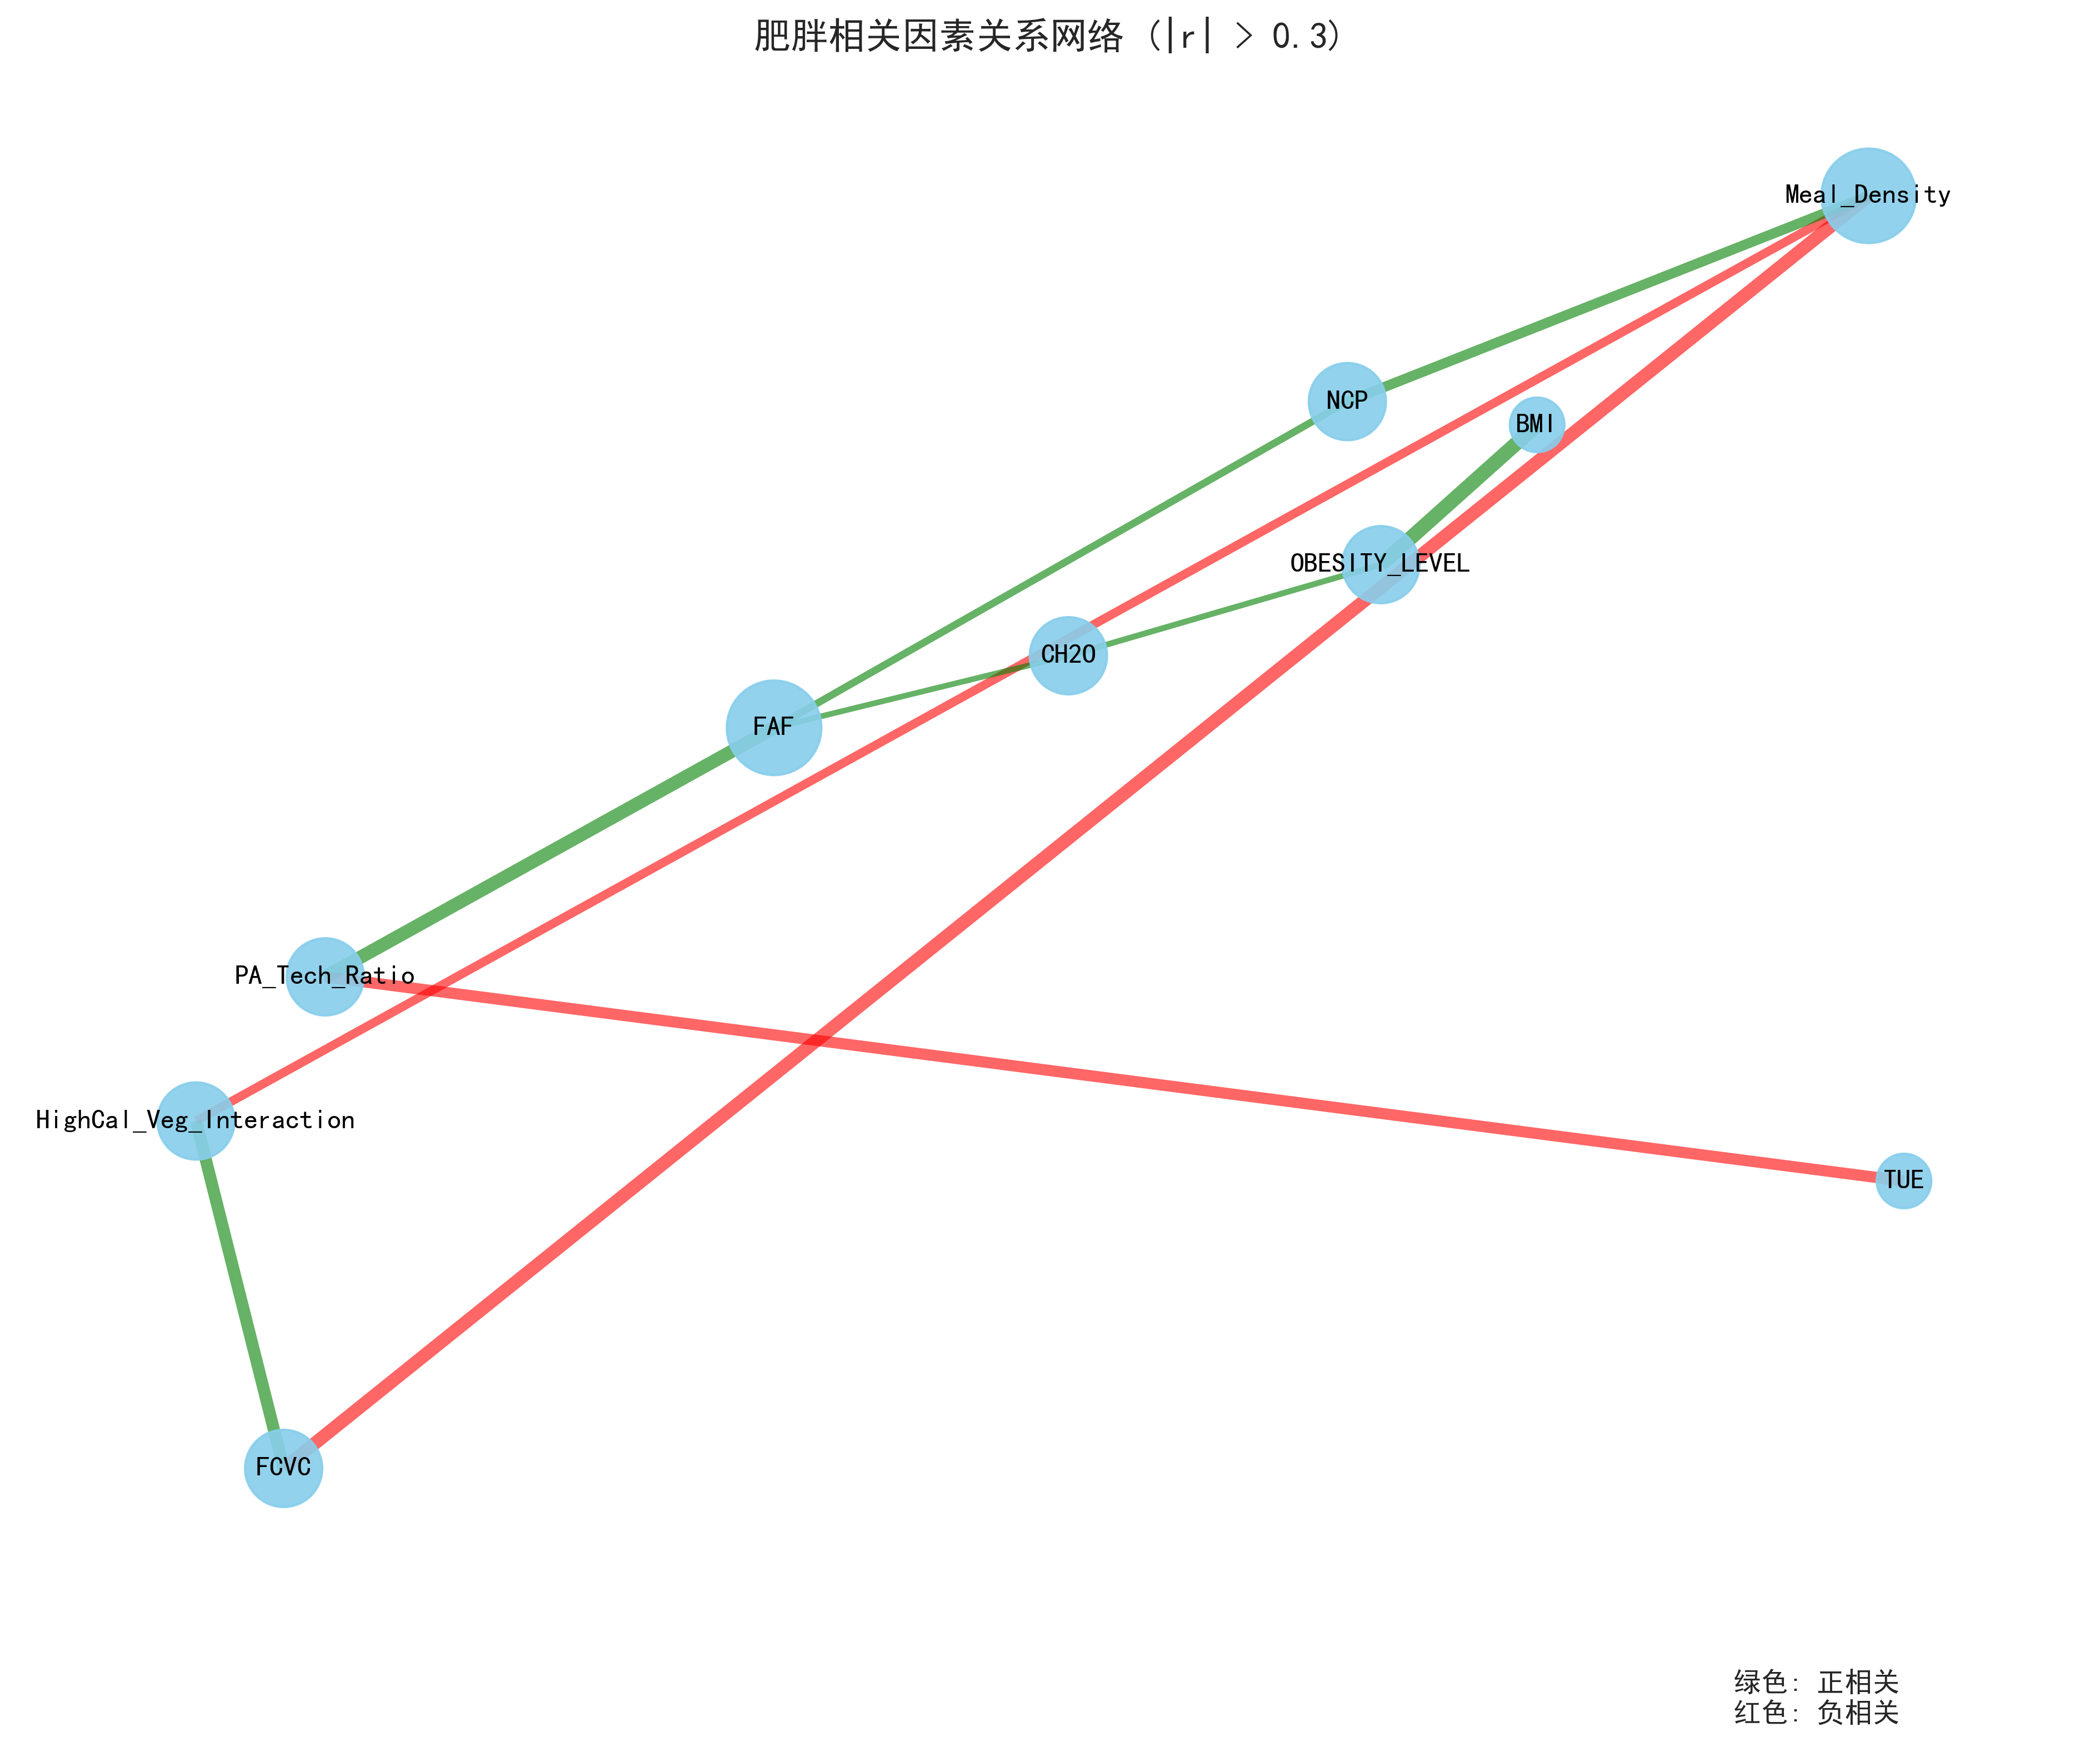 肥胖相关因素关系网络 (|r| > 0.3)
Meal_Density
NCP
BMI
OBESITY_LEVEL
CH2O
FAF
PA_Tech_Ratio
HighCal_Veg_Interaction
TUE
FCVC
绿色: 正相关
红色: 负相关